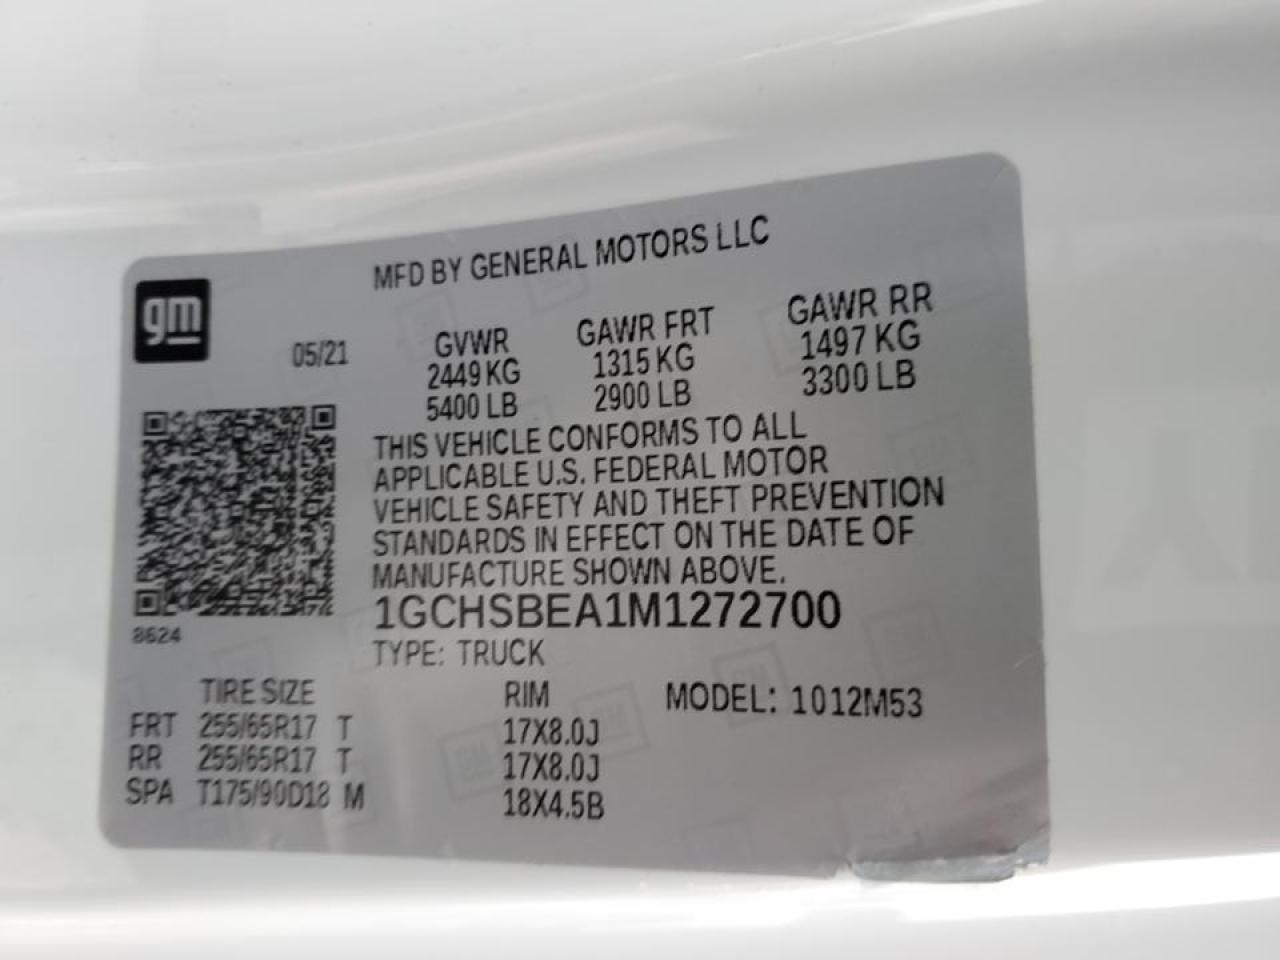 MFD BY GENERAL MOTORS LLC
gm
05/21
GVWR GAWR FRT GAWR RR
2449 KG 1315 KG 1497 KG
5400 LB 2900 LB 3300 LB
THIS VEHICLE CONFORMS TO ALL
APPLICABLE U.S. FEDERAL MOTOR
VEHICLE SAFETY AND THEFT PREVENTION
STANDARDS IN EFFECT ON THE DATE OF
MANUFACTURE SHOWN ABOVE.
1GCHSBEA1M1272700
8624
TYPE: TRUCK
TIRE SIZE RIM MODEL: 1012M53
FRT 255/65R17 T 17X8.0J
RR 255/65R17 T 17X8.0J
SPA T175/90D18 M 18X4.5B